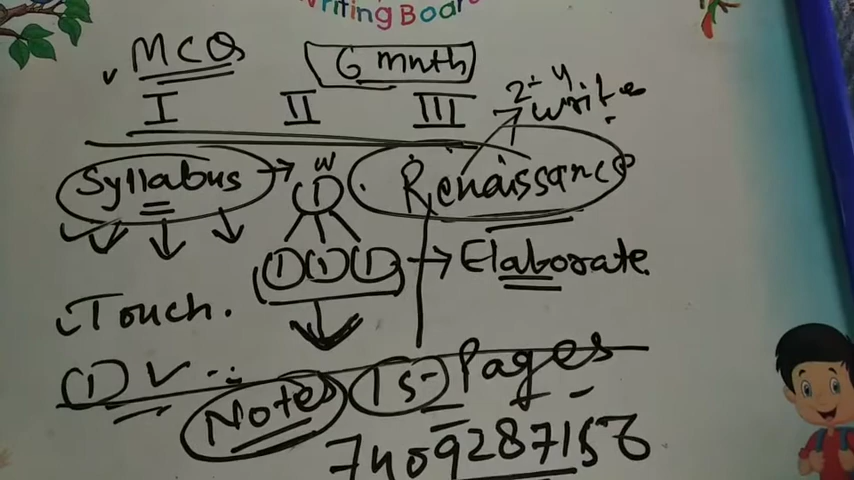 Writing Board
MCQ
6 mnth
I II III
2 4
write
Syllabus
1
Renaissance
1 1 1
Elaborate
Touch.
1
Notes 15- Pages
7409287156